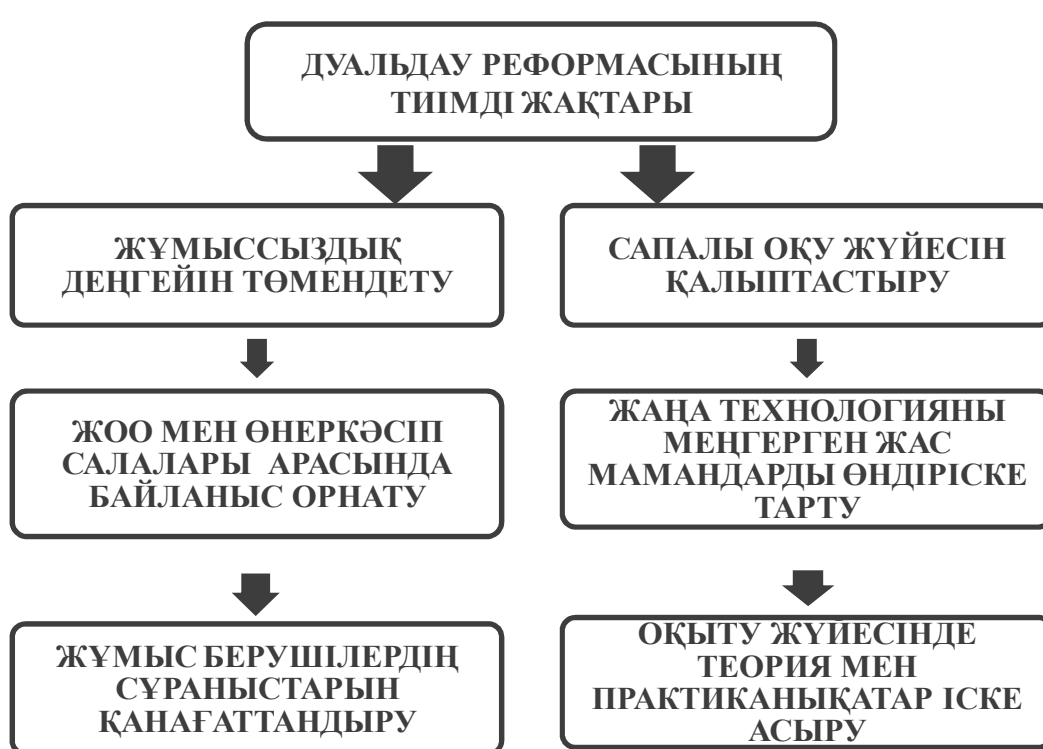 ДУАЛЬДАУ РЕФОРМАСЫНЫҢ
ТИІМДІ ЖАҚТАРЫ
ЖҰМЫССЫЗДЫҚ
ДЕҢГЕЙІН ТӨМЕНДЕТУ
САПАЛЫ ОҚУ ЖҮЙЕСІН
ҚАЛЫПТАСТЫРУ
ЖОО МЕН ӨНЕРКӘСІП
САЛАЛАРЫ АРАСЫНДА
БАЙЛАНЫС ОРНАТУ
ЖАҢА ТЕХНОЛОГИЯНЫ
МЕҢГЕРГЕН ЖАС
МАМАНДАРДЫ ӨНДІРІСКЕ
ТАРТУ
ЖҰМЫС БЕРУШІЛЕРДІҢ
СҰРАНЫСТАРЫН
ҚАНАҒАТТАНДЫРУ
ОҚЫТУ ЖҮЙЕСІНДЕ
ТЕОРИЯ МЕН
ПРАКТИКАНЫҚАТАР ІСКЕ
АСЫРУ